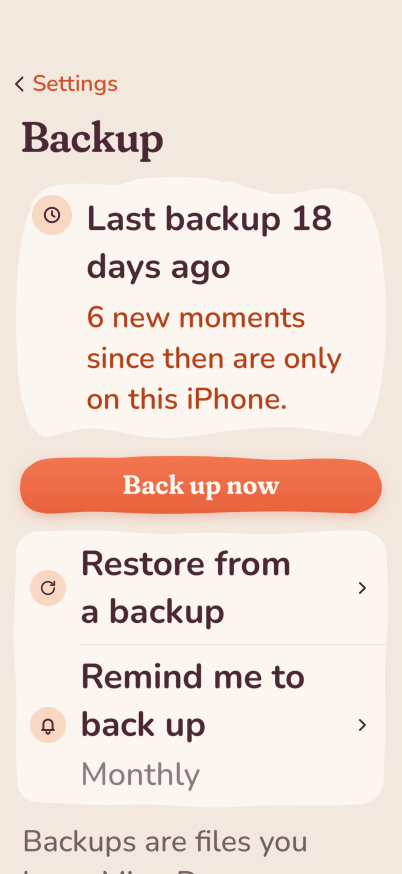 Settings
Backup
Last backup 18
days ago
6 new moments
since then are only
on this iPhone.
Back up now
Restore from
a backup
Remind me to
back up
Monthly
Backups are files you